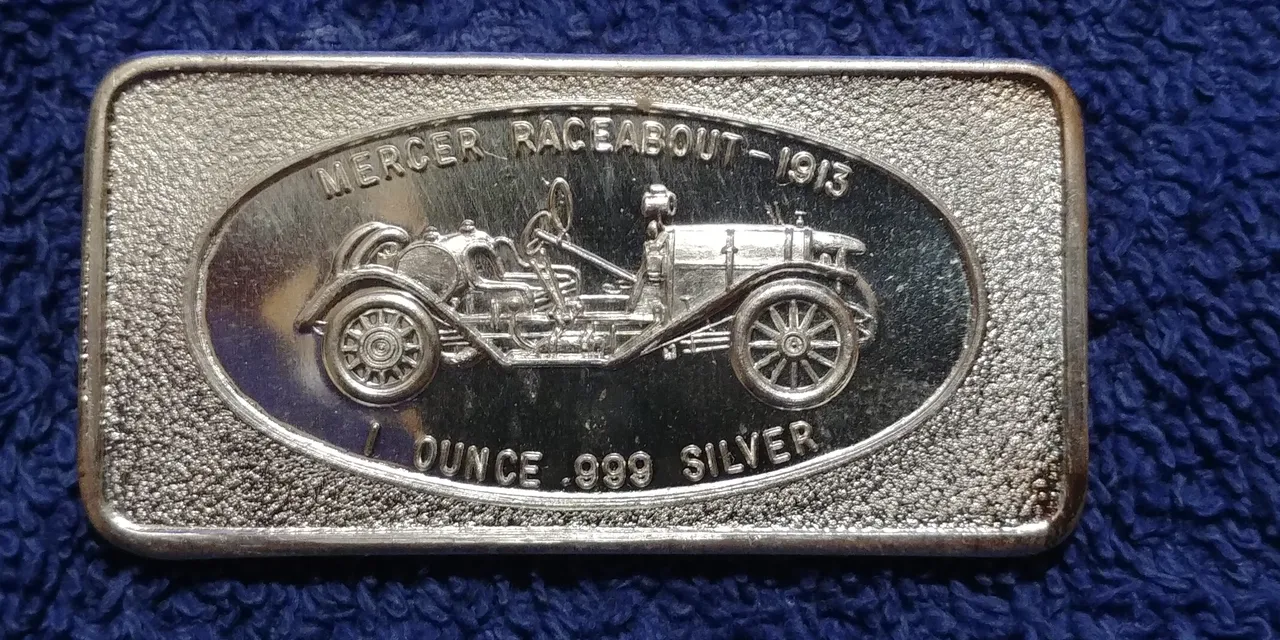 MERCER RACEABOUT - 1913
1 OUNCE .999 SILVER